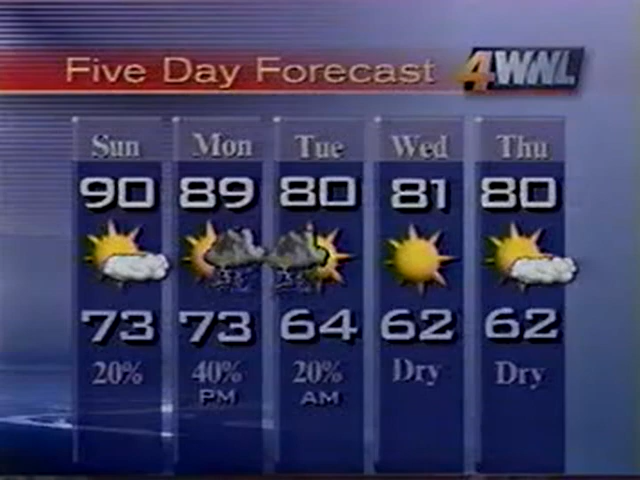 Five Day Forecast 4WWL
Sun Mon Tue Wed Thu
90 89 80 81 80
73 73 64 62 62
20% 40% 20% Dry Dry
PM AM